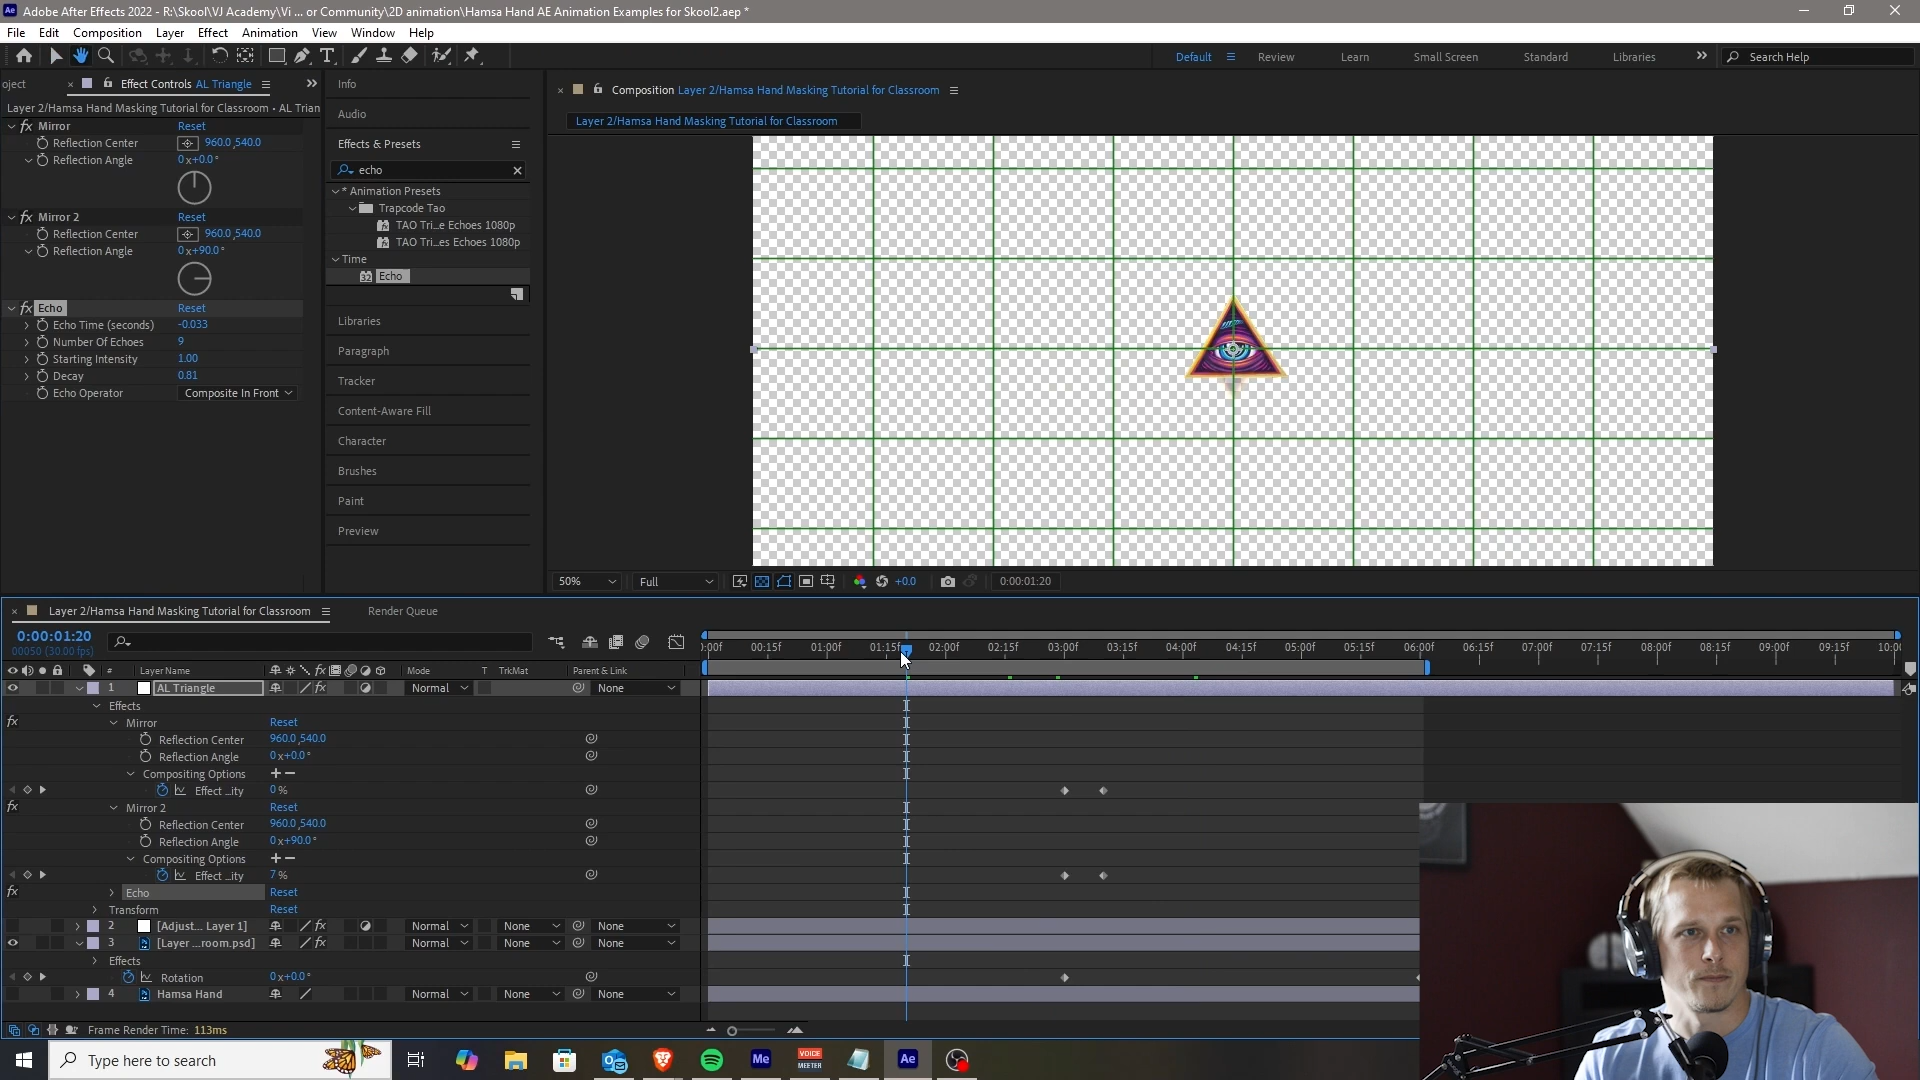 Adobe After Effects 2022 - R:\Skool\VJ Academy\Vi ... or Community\2D animation\Hamsa Hand AE Animation Examples for Skool2.aep *
File Edit Composition Layer Effect Animation View Window Help
Default Review Learn Small Screen Standard Libraries Search Help
oject Effect Controls AL Triangle
Layer 2/Hamsa Hand Masking Tutorial for Classroom • AL Trian
fx Mirror Reset
Reflection Center 960.0,540.0
Reflection Angle 0x+0.0°
fx Mirror 2 Reset
Reflection Center 960.0,540.0
Reflection Angle 0x+90.0°
fx Echo Reset
Echo Time (seconds) -0.033
Number Of Echoes 9
Starting Intensity 1.00
Decay 0.81
Echo Operator Composite In Front
Info
Audio
Effects & Presets
echo
* Animation Presets
Trapcode Tao
TAO Tri...e Echoes 1080p
TAO Tri...es Echoes 1080p
Time
32 Echo
Libraries
Paragraph
Tracker
Content-Aware Fill
Character
Brushes
Paint
Preview
Composition Layer 2/Hamsa Hand Masking Tutorial for Classroom
Layer 2/Hamsa Hand Masking Tutorial for Classroom
50% Full +0.0 0:00:01:20
Layer 2/Hamsa Hand Masking Tutorial for Classroom Render Queue
0:00:01:20
00050 (30.00 fps)
:00f 00:15f 01:00f 01:15f 02:00f 02:15f 03:00f 03:15f 04:00f 04:15f 05:00f 05:15f 06:00f 06:15f 07:00f 07:15f 08:00f 08:15f 09:00f 09:15f 10:00
# Layer Name Mode T TrkMat Parent & Link
1 AL Triangle fx Normal None
Effects
fx Mirror Reset
Reflection Center 960.0,540.0
Reflection Angle 0x+0.0°
Compositing Options + −
Effect ...ity 0%
fx Mirror 2 Reset
Reflection Center 960.0,540.0
Reflection Angle 0x+90.0°
Compositing Options + −
Effect ...ity 7%
fx Echo Reset
Transform Reset
2 [Adjust... Layer 1] fx Normal None None
3 [Layer ...room.psd] fx Normal None None
Effects
Rotation 0x+0.0°
4 Hamsa Hand Normal None None
Frame Render Time: 113ms
Type here to search
Me
VOICE
MEETER
Ae